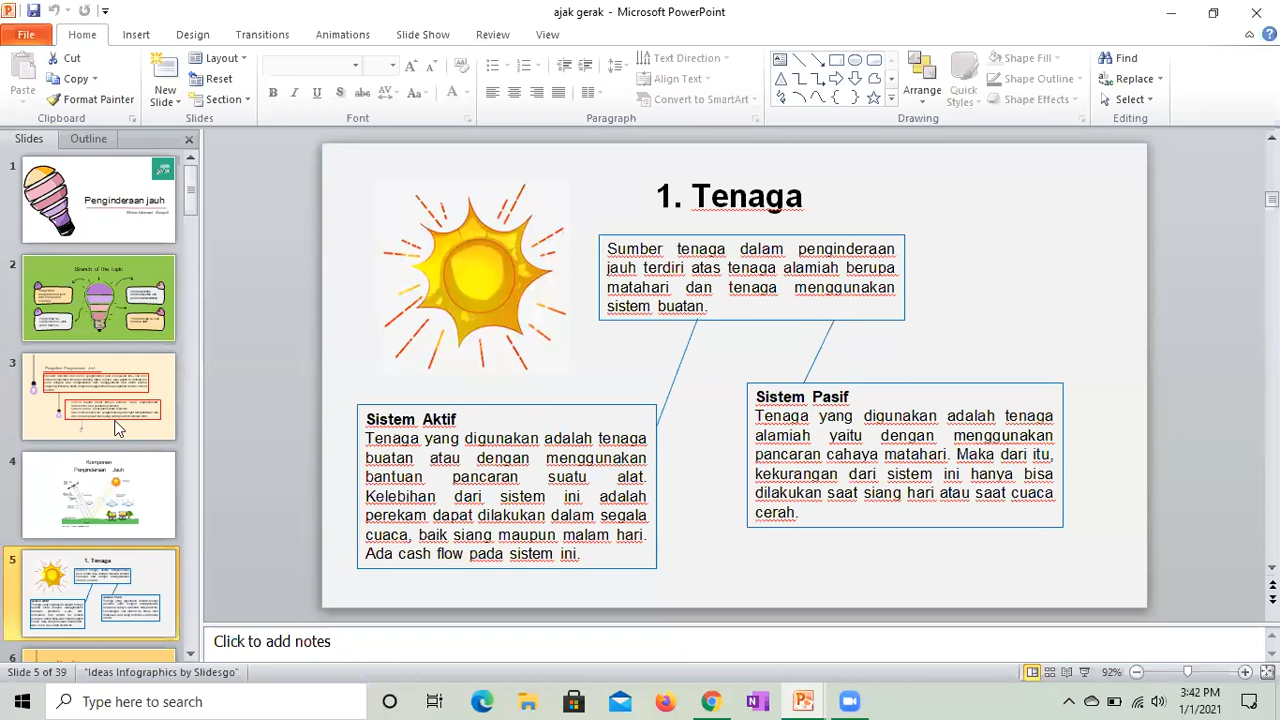 ajak gerak - Microsoft PowerPoint
File Home Insert Design Transitions Animations Slide Show Review View
Paste
Cut
Copy
Format Painter
Clipboard
New Slide
Layout
Reset
Section
Slides
Font
Text Direction
Align Text
Convert to SmartArt
Paragraph
Arrange
Quick Styles
Shape Fill
Shape Outline
Shape Effects
Drawing
Find
Replace
Select
Editing
Slides Outline
1
Penginderaan jauh
2
3
4
Komponen
Penginderaan Jauh
5
1. Tenaga
6
1. Tenaga
Sumber tenaga dalam penginderaan
jauh terdiri atas tenaga alamiah berupa
matahari dan tenaga menggunakan
sistem buatan.
Sistem Aktif
Tenaga yang digunakan adalah tenaga
buatan atau dengan menggunakan
bantuan pancaran suatu alat.
Kelebihan dari sistem ini adalah
perekam dapat dilakukan dalam segala
cuaca, baik siang maupun malam hari.
Ada cash flow pada sistem ini.
Sistem Pasif
Tenaga yang digunakan adalah tenaga
alamiah yaitu dengan menggunakan
pancaran cahaya matahari. Maka dari itu,
kekurangan dari sistem ini hanya bisa
dilakukan saat siang hari atau saat cuaca
cerah.
Click to add notes
Slide 5 of 39 "Ideas Infographics by Slidesgo" 92%
Type here to search
3:42 PM
1/1/2021